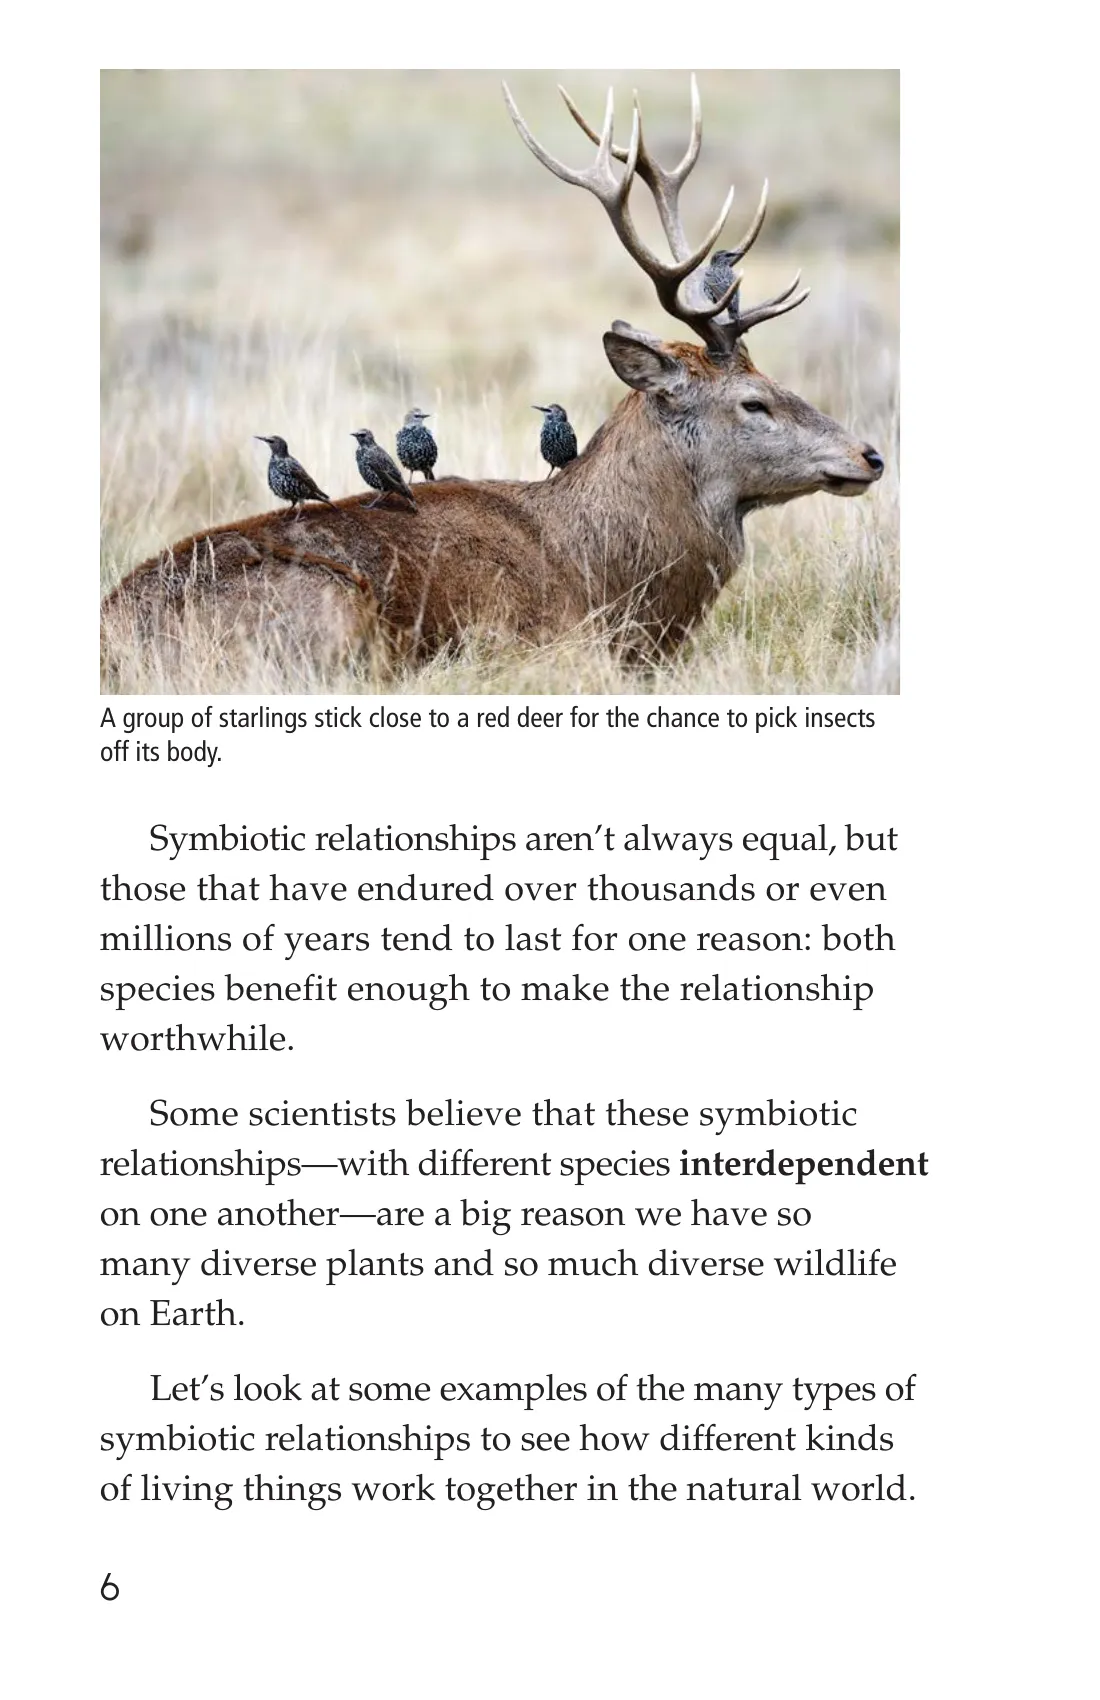 A group of starlings stick close to a red deer for the chance to pick insects
off its body.
Symbiotic relationships aren’t always equal, but
those that have endured over thousands or even
millions of years tend to last for one reason: both
species benefit enough to make the relationship
worthwhile.
Some scientists believe that these symbiotic
relationships—with different species interdependent
on one another—are a big reason we have so
many diverse plants and so much diverse wildlife
on Earth.
Let’s look at some examples of the many types of
symbiotic relationships to see how different kinds
of living things work together in the natural world.
6